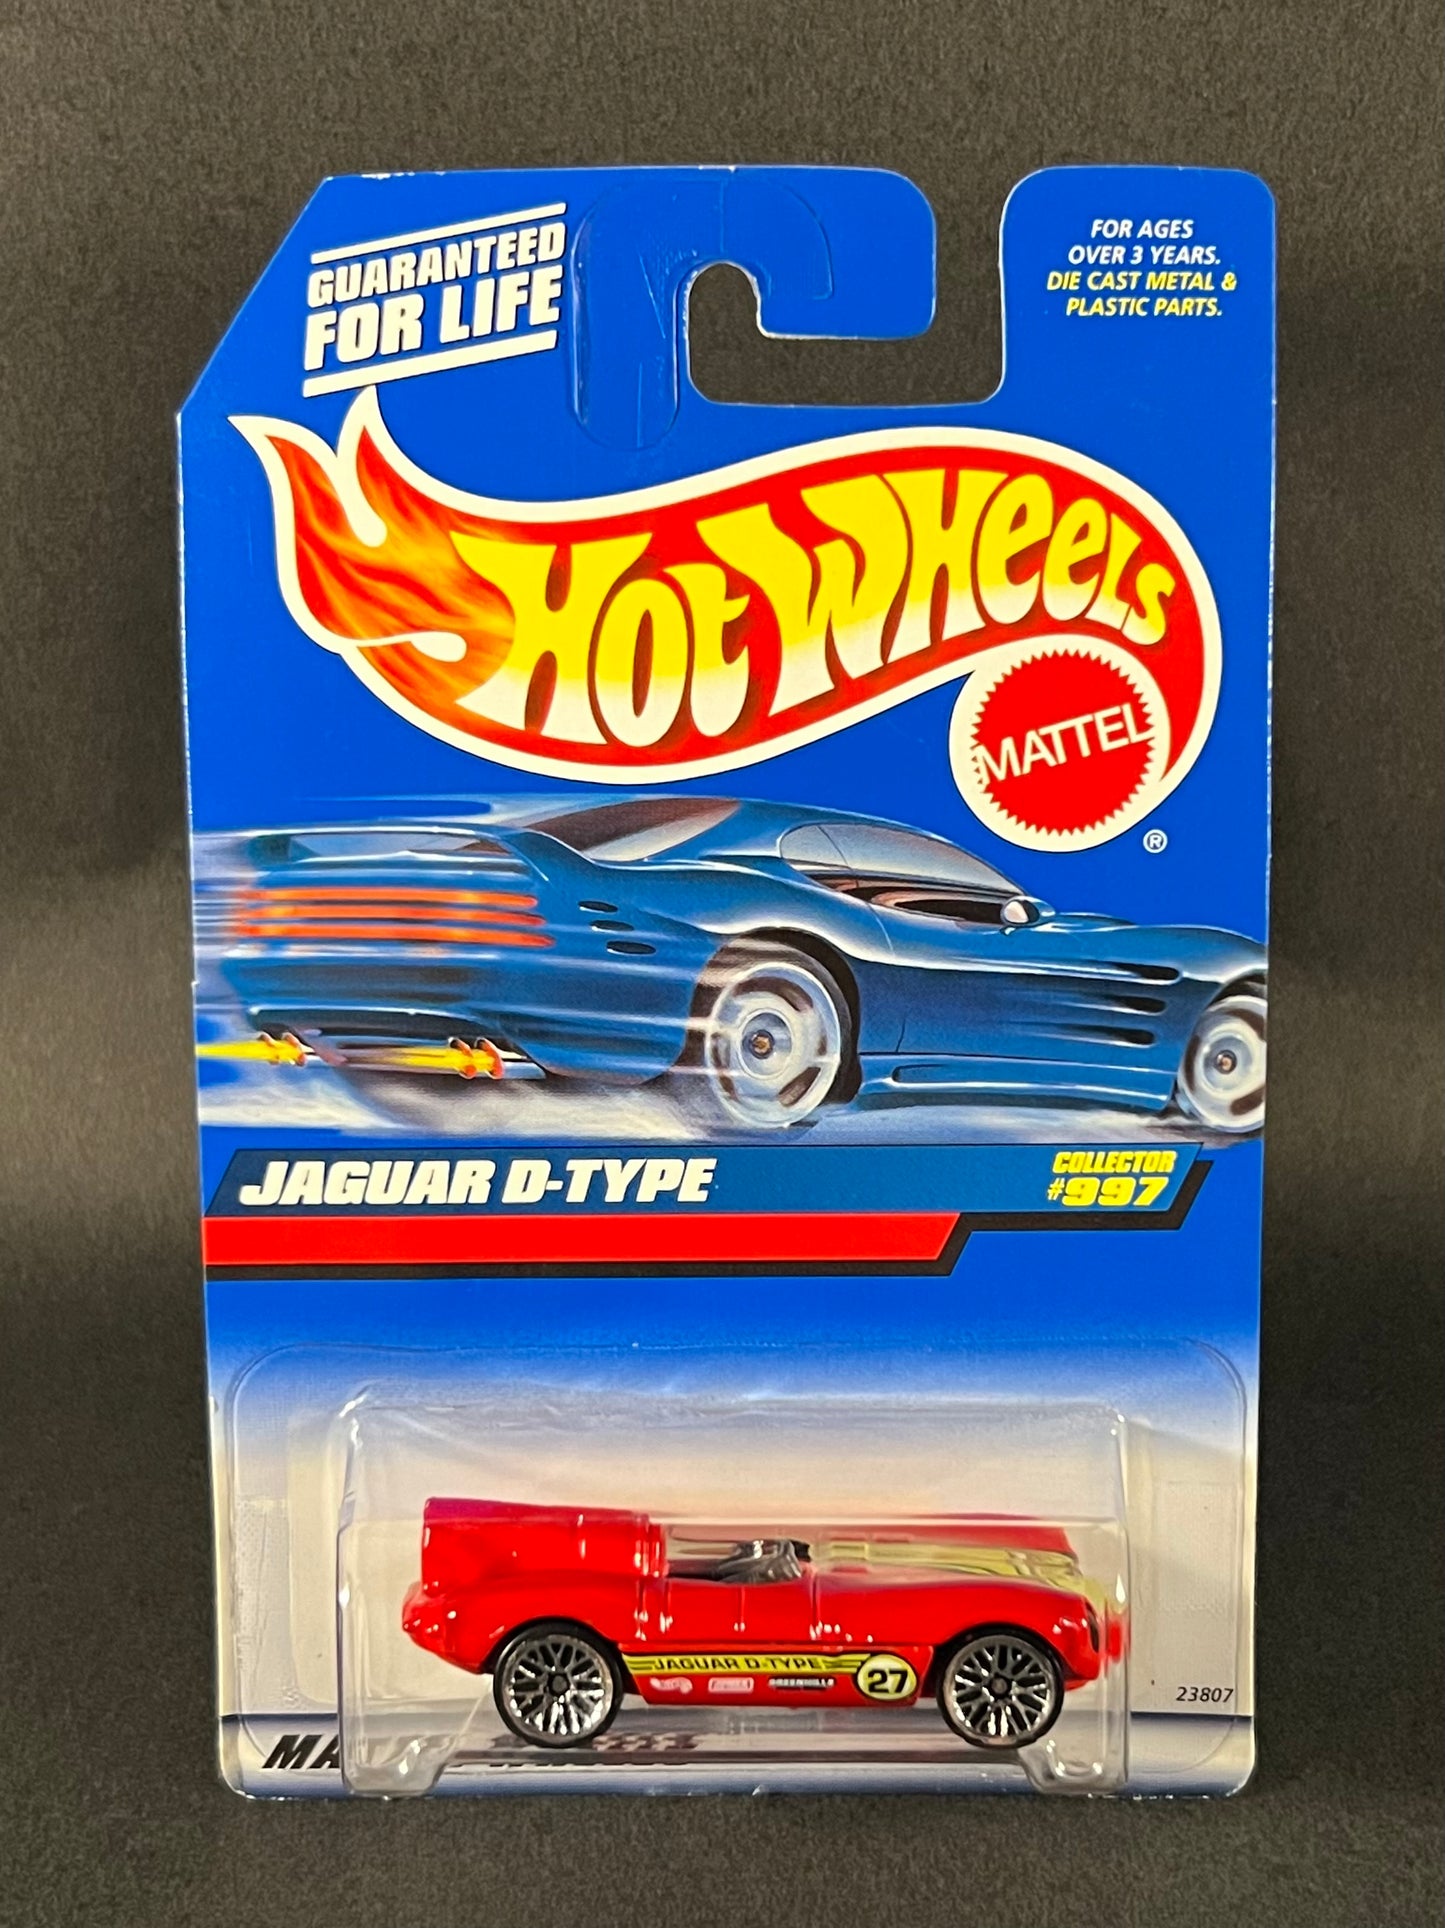 GUARANTEED
FOR LIFE
FOR AGES
OVER 3 YEARS.
DIE CAST METAL &
PLASTIC PARTS.
HOT WHEELS
MATTEL
®
JAGUAR D-TYPE
COLLECTOR
#997
JAGUAR D-TYPE
27
23807